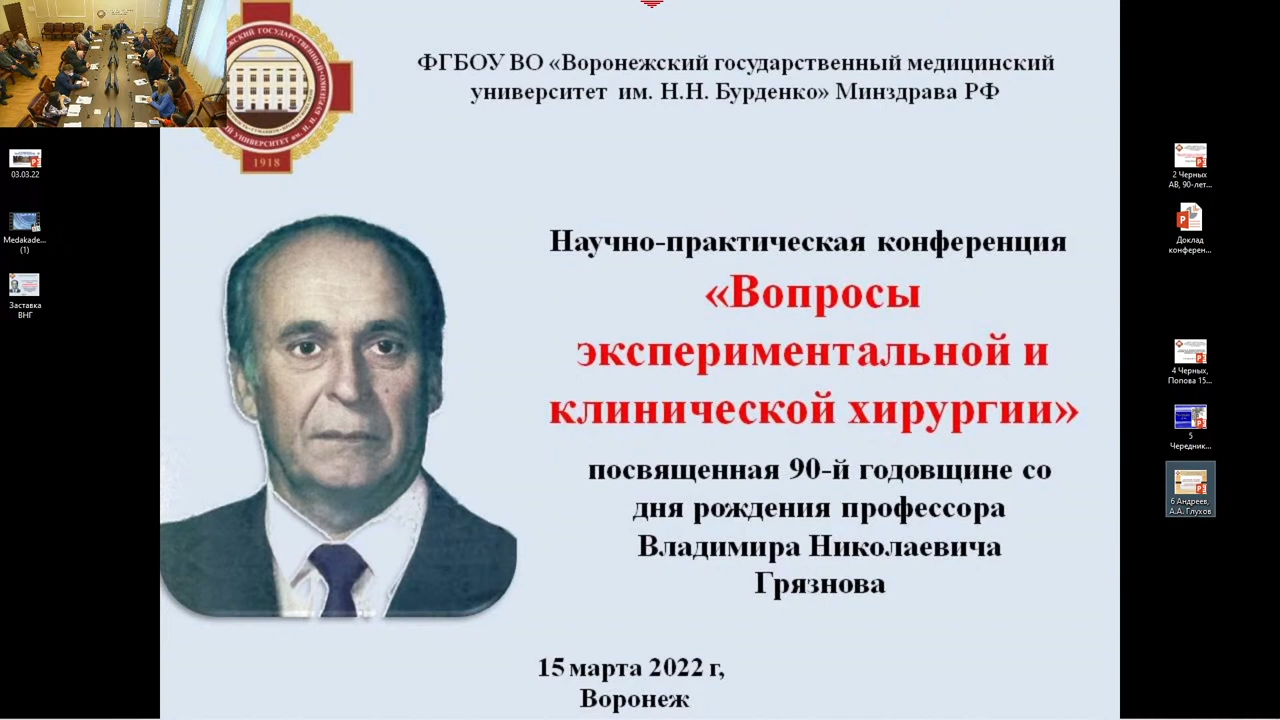 ФГБОУ ВО «Воронежский государственный медицинский
университет им. Н.Н. Бурденко» Минздрава РФ
1918
Научно-практическая конференция
«Вопросы
экспериментальной и
клинической хирургии»
посвященная 90-й годовщине со
дня рождения профессора
Владимира Николаевича
Грязнова
15 марта 2022 г,
Воронеж
03.03.22
Medakade...
(1)
Заставка
ВНГ
2 Черных
АВ, 90-лет...
Доклад
конферен...
4 Черных,
Попова 15...
5
Чередник...
6 Андреев,
А.А. Глухов